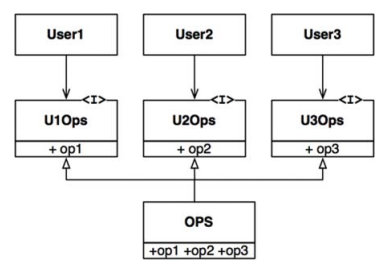 User1 User2 User3
<I> <I> <I>
U1Ops U2Ops U3Ops
+ op1 + op2 + op3
OPS
+op1 +op2 +op3